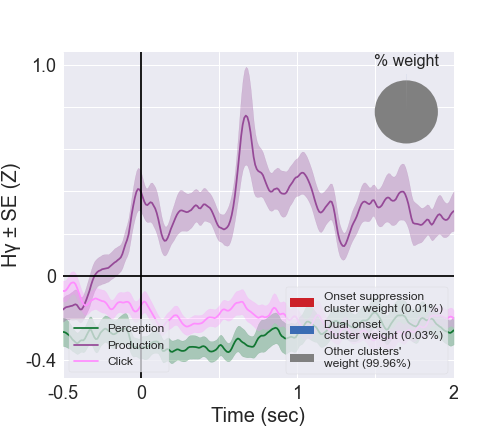 % weight
1.0
0
-0.4
Hγ ± SE (Z)
Perception
Production
Click
Onset suppression
cluster weight (0.01%)
Dual onset
cluster weight (0.03%)
Other clusters'
weight (99.96%)
-0.5
0
1
2
Time (sec)